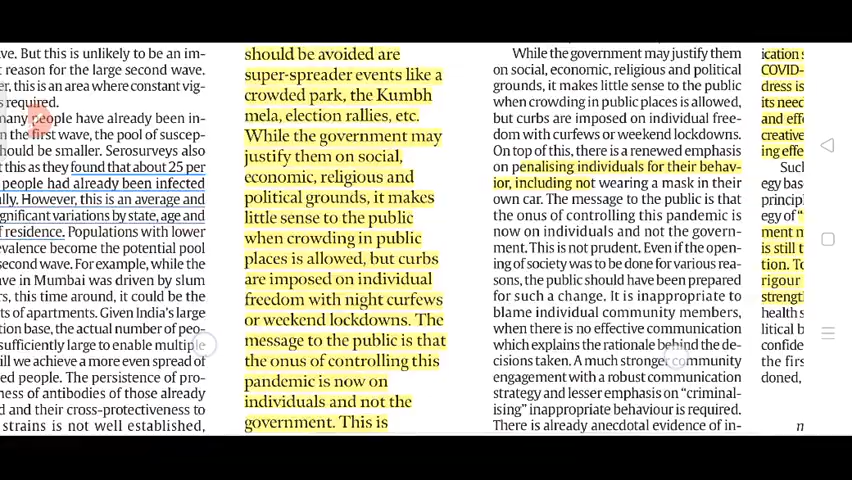 ve. But this is unlikely to be an im-
t reason for the large second wave.
er, this is an area where constant vig-
s required.
many people have already been in-
n the first wave, the pool of suscep-
hould be smaller. Serosurveys also
t this as they found that about 25 per
people had already been infected
lly. However, this is an average and
gnificant variations by state, age and
f residence. Populations with lower
evalence become the potential pool
second wave. For example, while the
ve in Mumbai was driven by slum
rs, this time around, it could be the
ts of apartments. Given India's large
tion base, the actual number of peo-
sufficiently large to enable multiple
ill we achieve a more even spread of
ed people. The persistence of pro-
ness of antibodies of those already
d and their cross-protectiveness to
strains is not well established,
should be avoided are
super-spreader events like a
crowded park, the Kumbh
mela, election rallies, etc.
While the government may
justify them on social,
economic, religious and
political grounds, it makes
little sense to the public
when crowding in public
places is allowed, but curbs
are imposed on individual
freedom with night curfews
or weekend lockdowns. The
message to the public is that
the onus of controlling this
pandemic is now on
individuals and not the
government. This is
While the government may justify them
on social, economic, religious and political
grounds, it makes little sense to the public
when crowding in public places is allowed,
but curbs are imposed on individual free-
dom with curfews or weekend lockdowns.
On top of this, there is a renewed emphasis
on penalising individuals for their behav-
ior, including not wearing a mask in their
own car. The message to the public is that
the onus of controlling this pandemic is
now on individuals and not the govern-
ment. This is not prudent. Even if the open-
ing of society was to be done for various rea-
sons, the public should have been prepared
for such a change. It is inappropriate to
blame individual community members,
when there is no effective communication
which explains the rationale behind the de-
cisions taken. A much stronger community
engagement with a robust communication
strategy and lesser emphasis on “criminal-
ising” inappropriate behaviour is required.
There is already anecdotal evidence of in-
ication s
COVID-
dress is
its need
and effe
creative
ing effe
Such
egy bas
principl
egy of “
ment m
is still t
tion. To
rigour
strengt
health s
litical b
confide
the firs
doned,